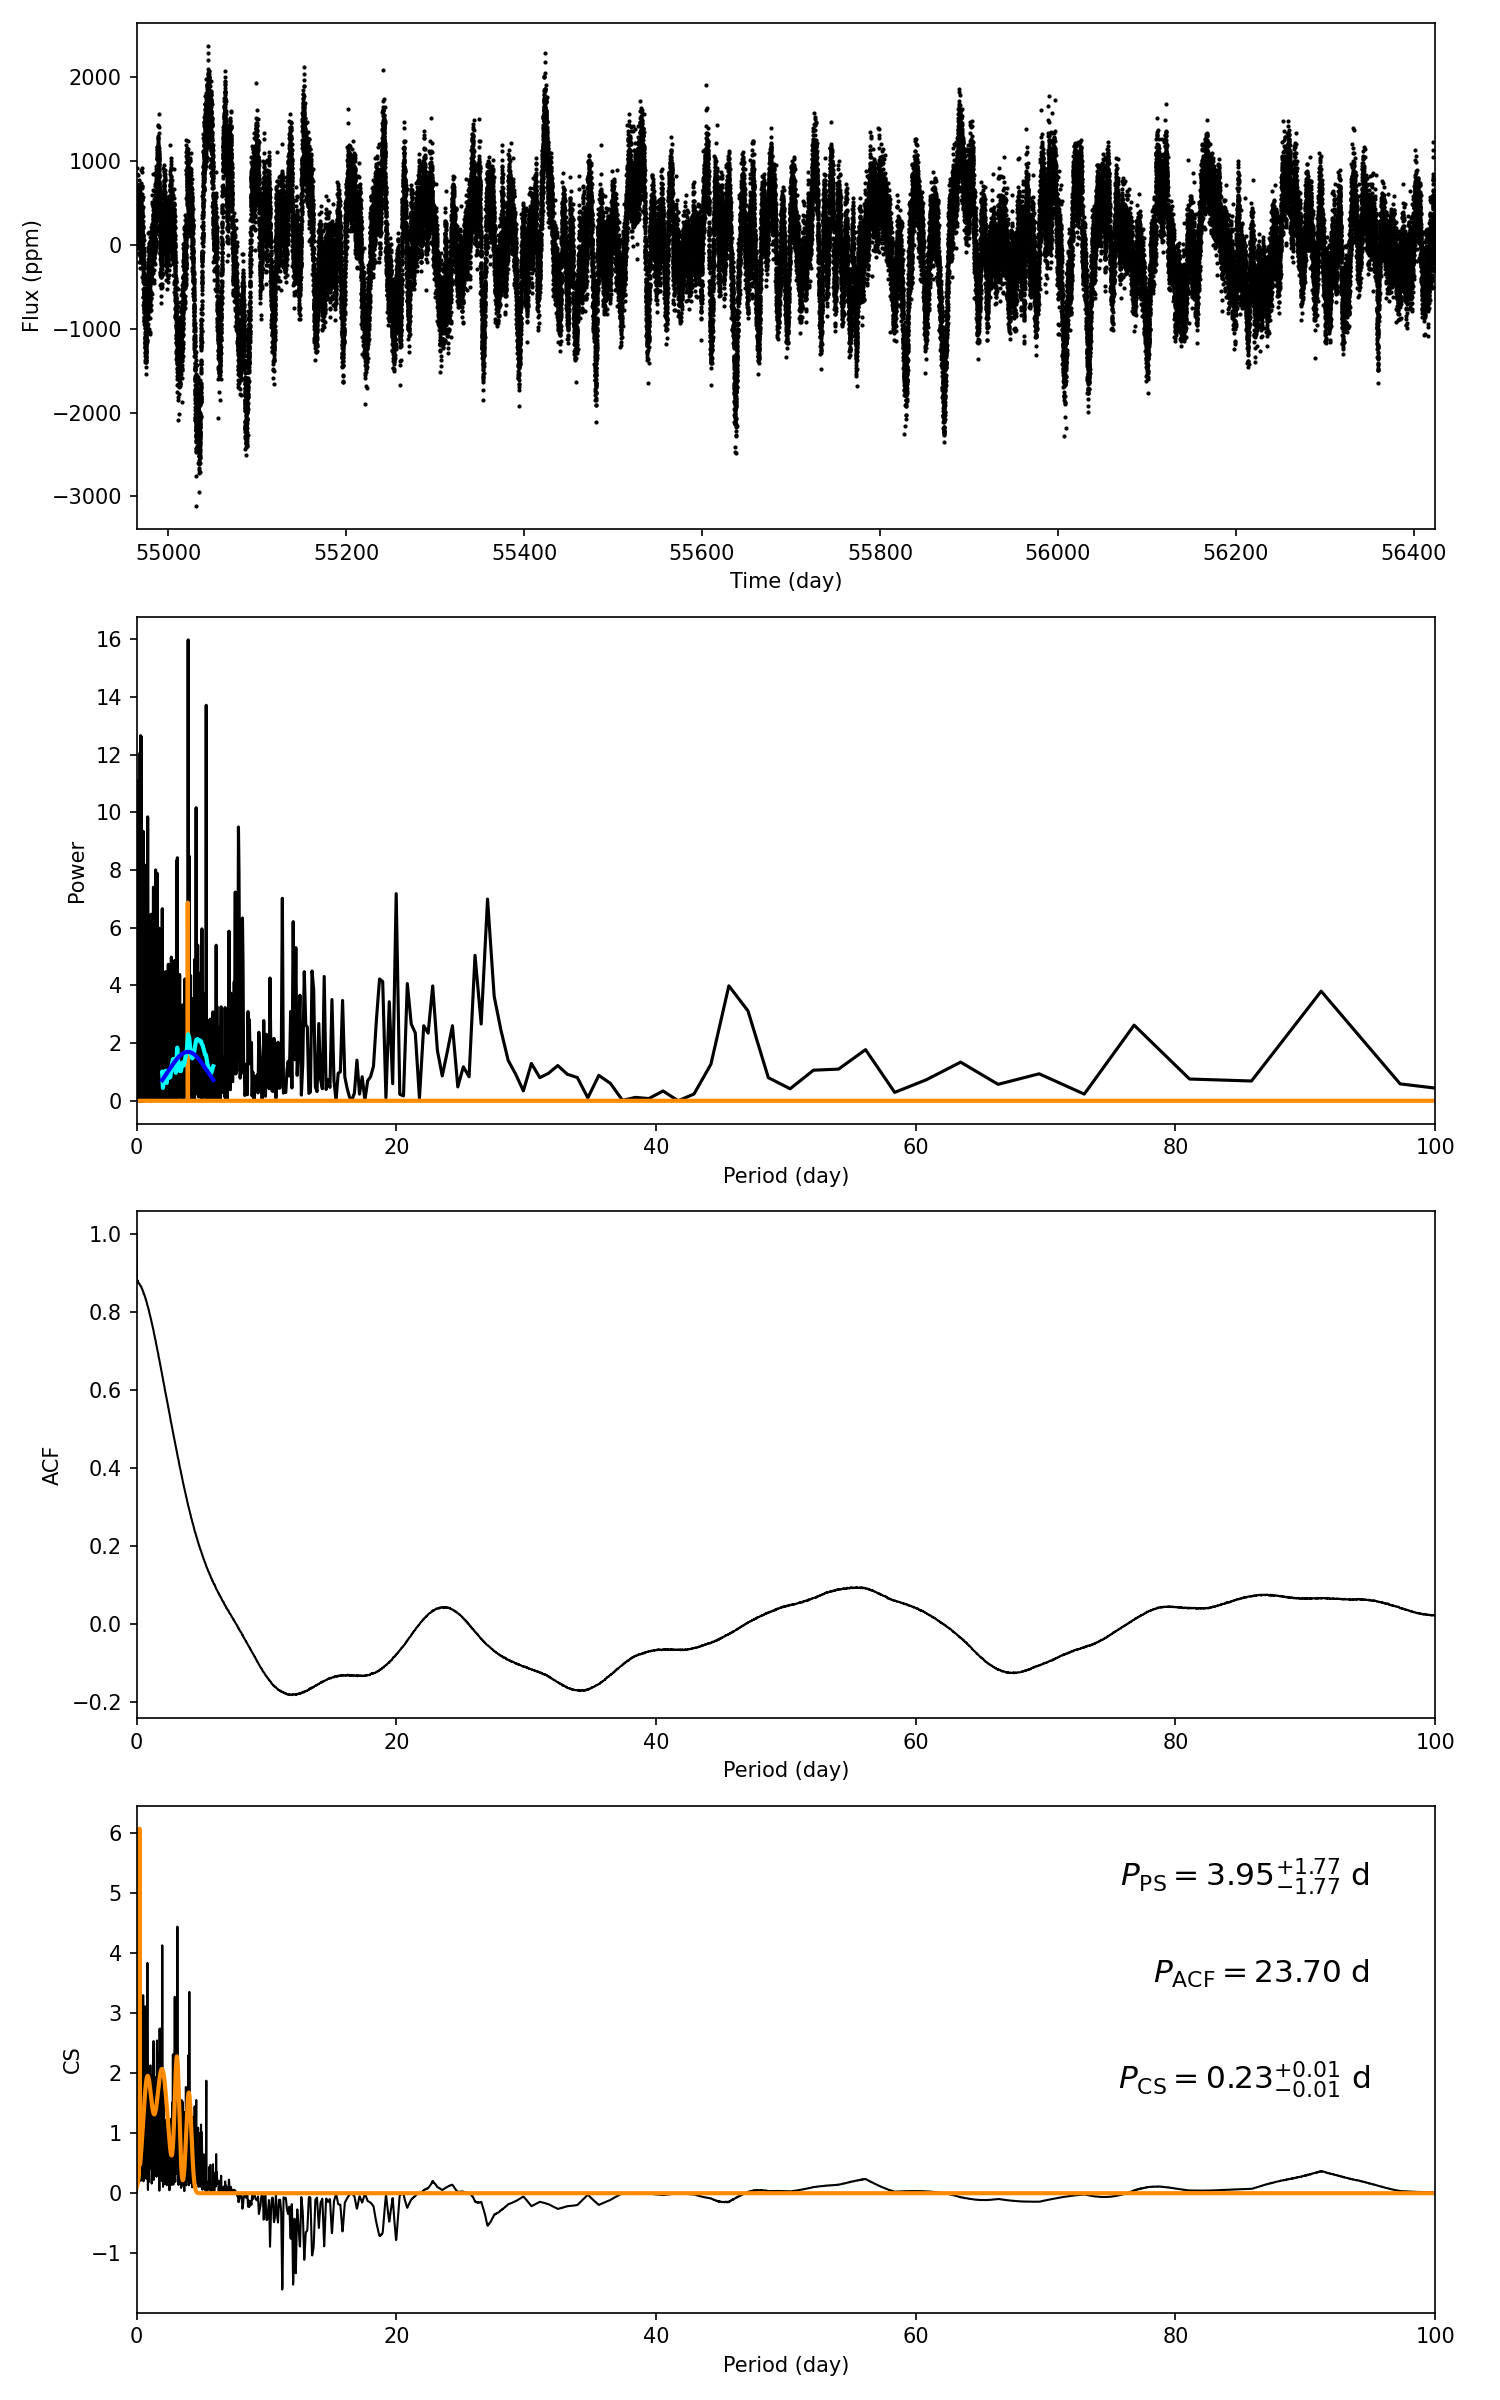 2000
1000
0
−1000
−2000
−3000
Flux (ppm)
55000 55200 55400 55600 55800 56000 56200 56400
Time (day)
16
14
12
10
8
6
4
2
0
Power
0 20 40 60 80 100
Period (day)
1.0
0.8
0.6
0.4
0.2
0.0
−0.2
ACF
0 20 40 60 80 100
Period (day)
6
5
4
3
2
1
0
−1
CS
P_PS = 3.95^{+1.77}_{−1.77} d
P_ACF = 23.70 d
P_CS = 0.23^{+0.01}_{−0.01} d
0 20 40 60 80 100
Period (day)